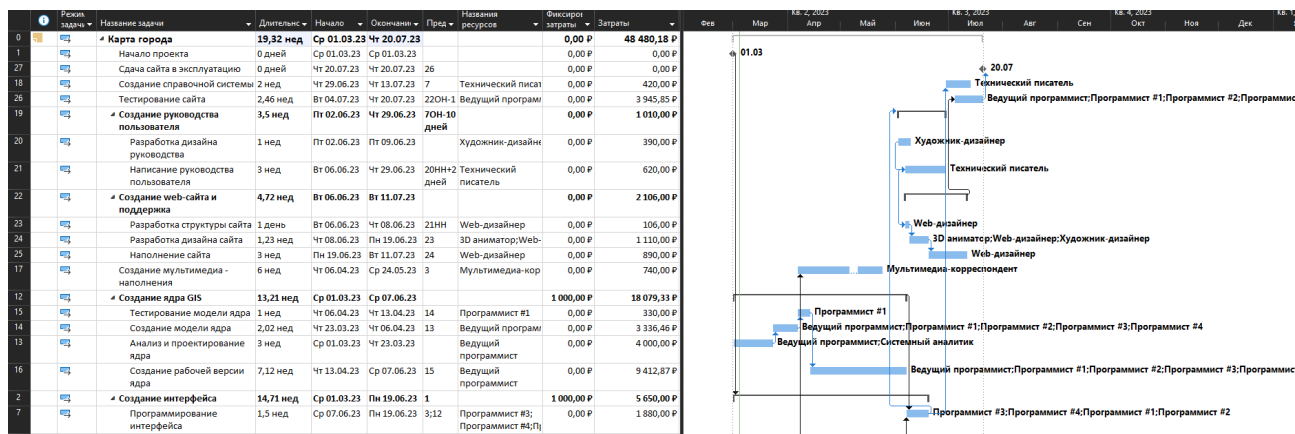 Режим задачи Название задачи Длительнс Начало Окончание Пред Названия ресурсов Фиксирог затраты Затраты
Фев Кв. 2, 2023 Мар Апр Май Июн Кв. 3, 2023 Июл Авг Сен Кв. 4, 2023 Окт Ноя Дек Кв. 1,
0 Карта города 19,32 нед Ср 01.03.23 Чт 20.07.23 0,00 ₽ 48 480,18 ₽
1 Начало проекта 0 дней Ср 01.03.23 Ср 01.03.23 0,00 ₽ 0,00 ₽ 01.03
27 Сдача сайта в эксплуатацию 0 дней Чт 20.07.23 Чт 20.07.23 26 0,00 ₽ 0,00 ₽ 20.07
18 Создание справочной системы 2 нед Чт 29.06.23 Чт 13.07.23 7 Технический писат 0,00 ₽ 420,00 ₽ Технический писатель
26 Тестирование сайта 2,46 нед Вт 04.07.23 Чт 20.07.23 22ОН-1 Ведущий програми 0,00 ₽ 3 945,85 ₽ Ведущий программист;Программист #1;Программист #2;Программис
19 Создание руководства пользователя 3,5 нед Пт 02.06.23 Чт 29.06.23 7ОН-10 дней 0,00 ₽ 1 010,00 ₽
20 Разработка дизайна руководства 1 нед Пт 02.06.23 Пт 09.06.23 Художник-дизайне 0,00 ₽ 390,00 ₽ Художник-дизайнер
21 Написание руководства пользователя 3 нед Вт 06.06.23 Чт 29.06.23 20НН+2 дней Технический писатель 0,00 ₽ 620,00 ₽ Технический писатель
22 Создание web-сайта и поддержка 4,72 нед Вт 06.06.23 Вт 11.07.23 0,00 ₽ 2 106,00 ₽
23 Разработка структуры сайта 1 день Вт 06.06.23 Чт 08.06.23 21НН Web-дизайнер 0,00 ₽ 106,00 ₽ Web-дизайнер
24 Разработка дизайна сайта 1,23 нед Чт 08.06.23 Пн 19.06.23 23 3D аниматор;Web- 0,00 ₽ 1 110,00 ₽ 3D аниматор;Web-дизайнер;Художник-дизайнер
25 Наполнение сайта 3 нед Пн 19.06.23 Вт 11.07.23 24 Web-дизайнер 0,00 ₽ 890,00 ₽ Web-дизайнер
17 Создание мультимедиа - наполнения 6 нед Чт 06.04.23 Ср 24.05.23 3 Мультимедиа-кор 0,00 ₽ 740,00 ₽ Мультимедиа-корреспондент
12 Создание ядра GIS 13,21 нед Ср 01.03.23 Ср 07.06.23 1 000,00 ₽ 18 079,33 ₽
15 Тестирование модели ядра 1 нед Чт 06.04.23 Чт 13.04.23 14 Программист #1 0,00 ₽ 330,00 ₽ Программист #1
14 Создание модели ядра 2,02 нед Чт 23.03.23 Чт 06.04.23 13 Ведущий програми 0,00 ₽ 3 336,46 ₽ Ведущий программист;Программист #1;Программист #2;Программист #3;Программист #4
13 Анализ и проектирование ядра 3 нед Ср 01.03.23 Чт 23.03.23 Ведущий программист 0,00 ₽ 4 000,00 ₽ Ведущий программист;Системный аналитик
16 Создание рабочей версии ядра 7,12 нед Чт 13.04.23 Ср 07.06.23 15 Ведущий программист 0,00 ₽ 9 412,87 ₽ Ведущий программист;Программист #1;Программист #2;Программист #3;Программист
2 Создание интерфейса 14,71 нед Ср 01.03.23 Пн 19.06.23 1 1 000,00 ₽ 5 650,00 ₽
7 Программирование интерфейса 1,5 нед Ср 07.06.23 Пн 19.06.23 3;12 Программист #3; Программист #4;П 0,00 ₽ 1 880,00 ₽ Программист #3;Программист #4;Программист #1;Программист #2